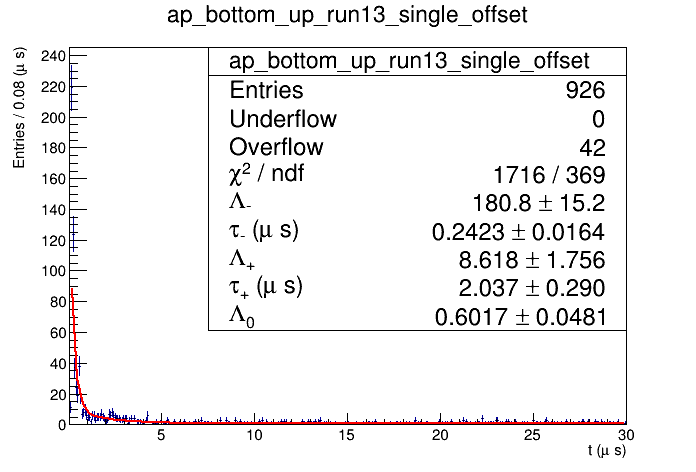 ap_bottom_up_run13_single_offset
Entries / 0.08 (μ s)
240
220
200
180
160
140
120
100
80
60
40
20
0
ap_bottom_up_run13_single_offset
Entries 926
Underflow 0
Overflow 42
χ² / ndf 1716 / 369
Λ₋ 180.8 ± 15.2
τ₋ (μ s) 0.2423 ± 0.0164
Λ₊ 8.618 ± 1.756
τ₊ (μ s) 2.037 ± 0.290
Λ₀ 0.6017 ± 0.0481
5 10 15 20 25 30
t (μ s)